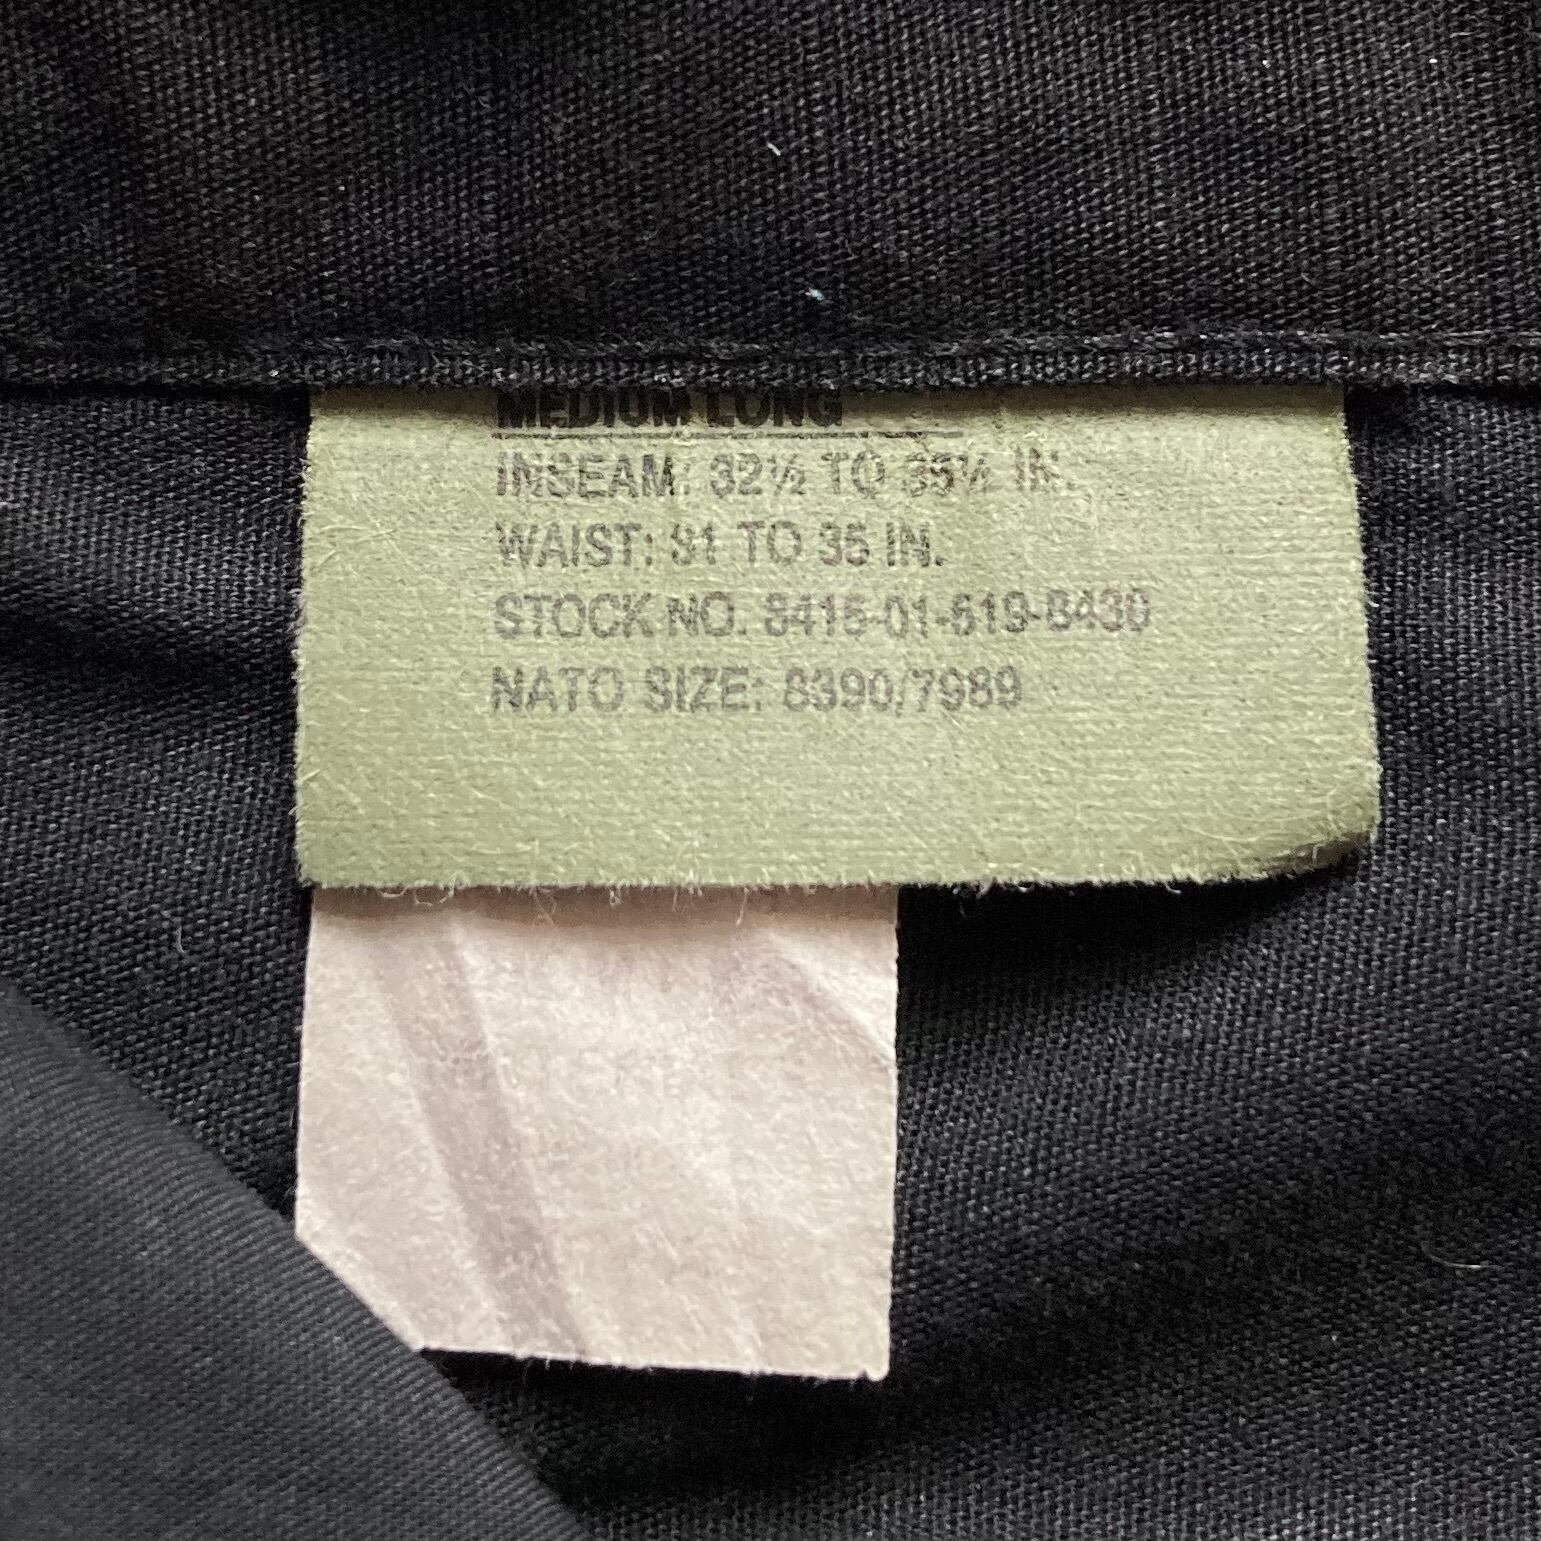 MEDIUM LONG
INSEAM: 32½ TO 35½ IN.
WAIST: 31 TO 35 IN.
STOCK NO. 8415-01-519-8430
NATO SIZE: 8390/7989